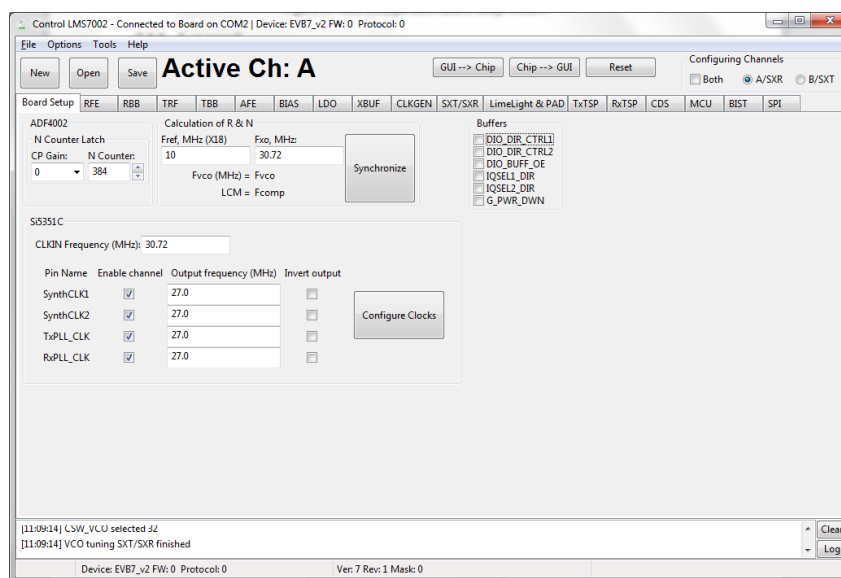 Control LMS7002 - Connected to Board on COM2 | Device: EVB7_v2 FW: 0 Protocol: 0
File Options Tools Help
New Open Save Active Ch: A GUI --> Chip Chip --> GUI Reset Configuring Channels
Both A/SXR B/SXT
Board Setup RFE RBB TRF TBB AFE BIAS LDO XBUF CLKGEN SXT/SXR LimeLight & PAD TxTSP RxTSP CDS MCU BIST SPI
ADF4002 Calculation of R & N Buffers
N Counter Latch Fref, MHz (X18) Fxo, MHz: DIO_DIR_CTRL1
CP Gain: N Counter: 10 30.72 Synchronize DIO_DIR_CTRL2
0 384 DIO_BUFF_OE
Fvco (MHz) = Fvco IQSEL1_DIR
LCM = Fcomp IQSEL2_DIR
G_PWR_DWN
Si5351C
CLKIN Frequency (MHz): 30.72
Pin Name Enable channel Output frequency (MHz) Invert output
SynthCLK1 27.0
SynthCLK2 27.0 Configure Clocks
TxPLL_CLK 27.0
RxPLL_CLK 27.0
[11:09:14] CSW_VCO selected 32 Clear
[11:09:14] VCO tuning SXT/SXR finished Log
Device: EVB7_v2 FW: 0 Protocol: 0 Ver: 7 Rev: 1 Mask: 0